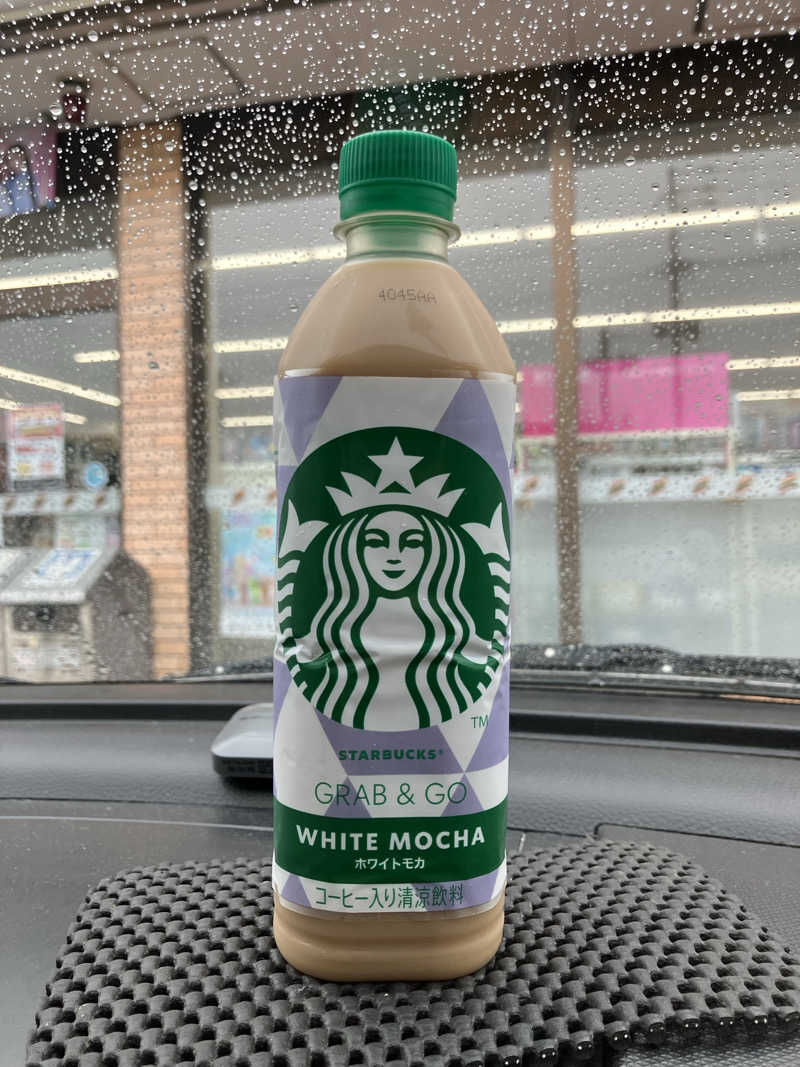 4045AA
TM
STARBUCKS®
GRAB & GO
WHITE MOCHA
ホワイトモカ
コーヒー入り清涼飲料